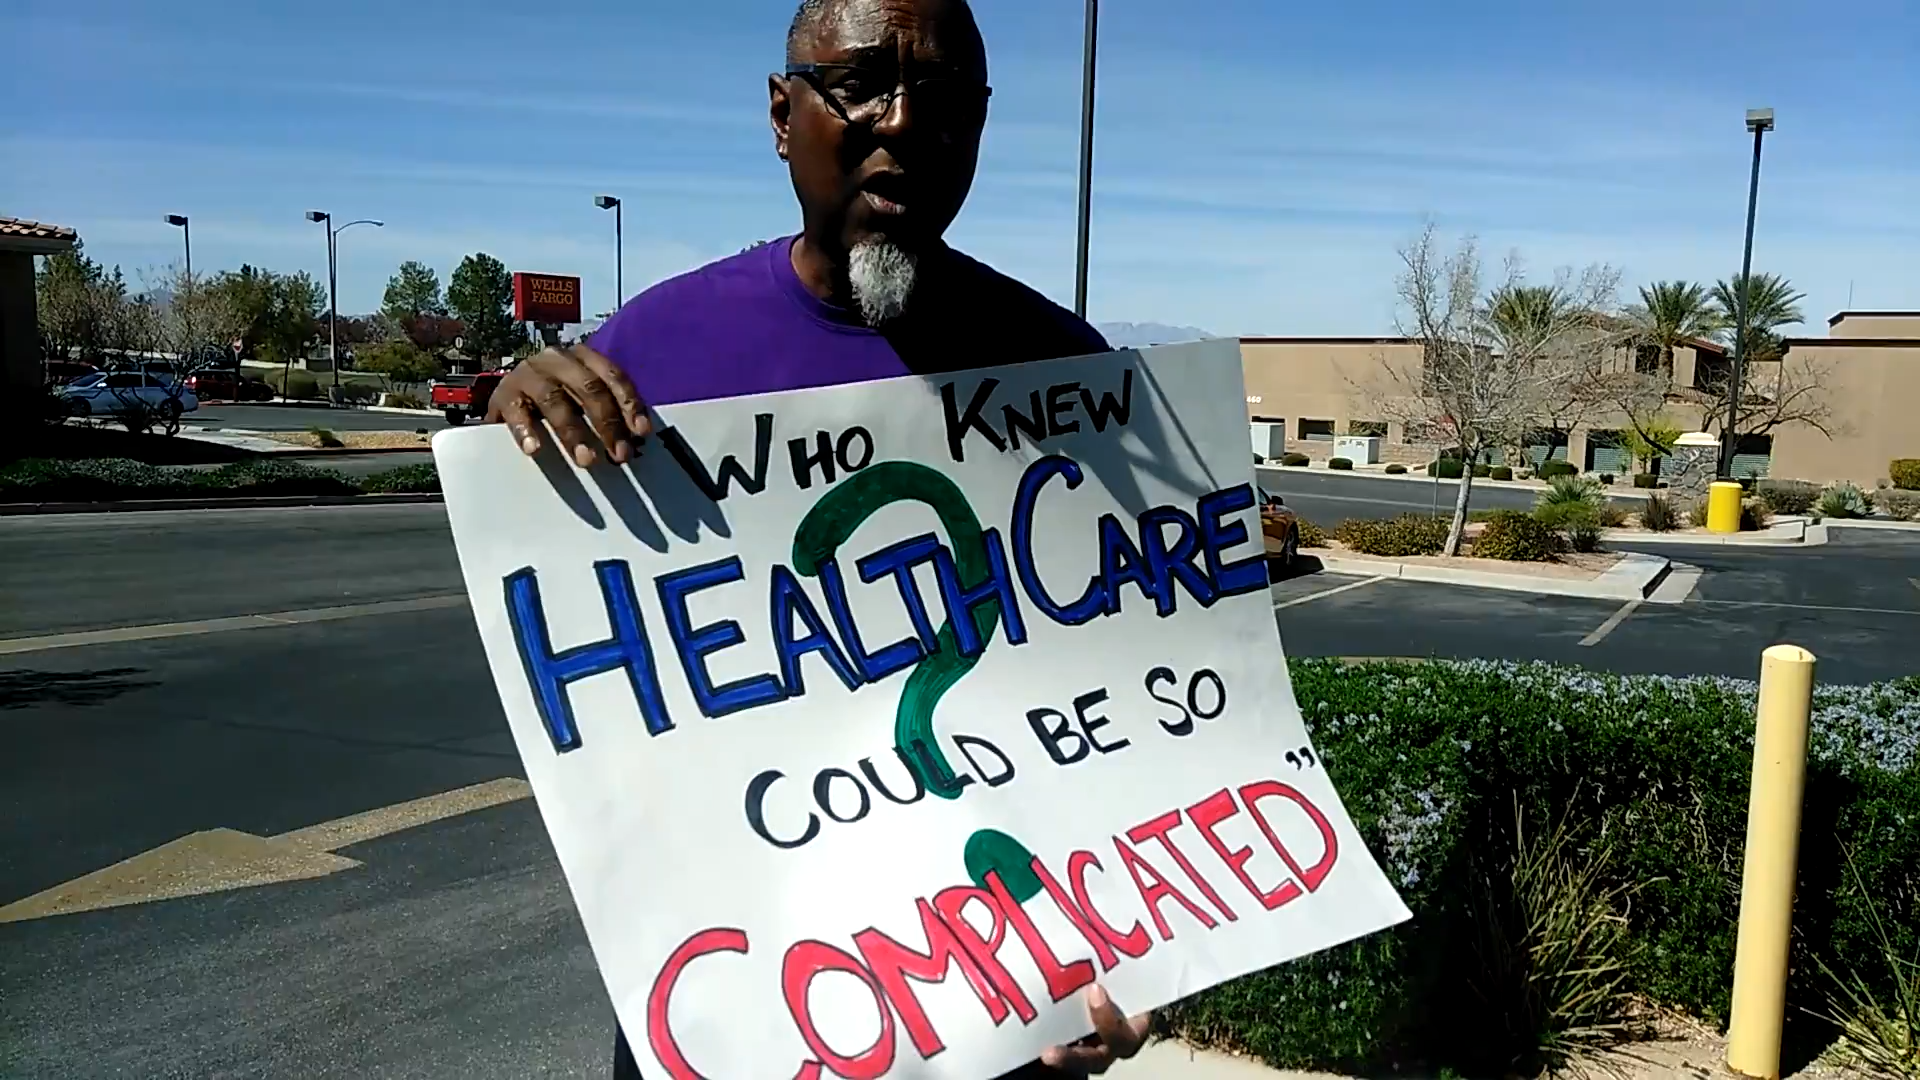 WELLS
FARGO
"WHO KNEW
HEALTHCARE
COULD BE SO
COMPLICATED"
?